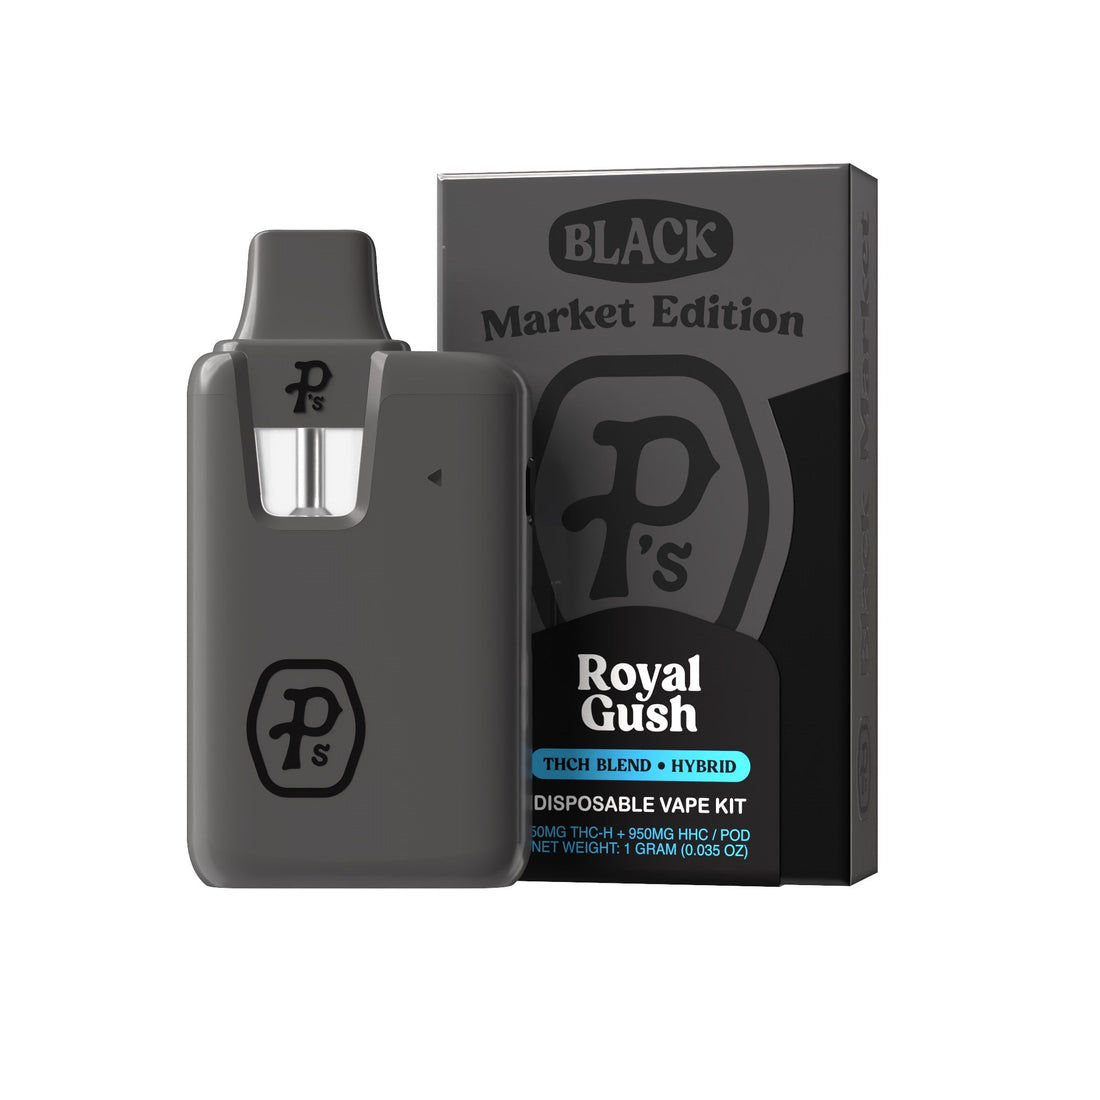 P's
Ps
BLACK
Market Edition
P's
Royal
Gush
THCH BLEND • HYBRID
DISPOSABLE VAPE KIT
50MG THC-H + 950MG HHC / POD
NET WEIGHT: 1 GRAM (0.035 OZ)
Black Market